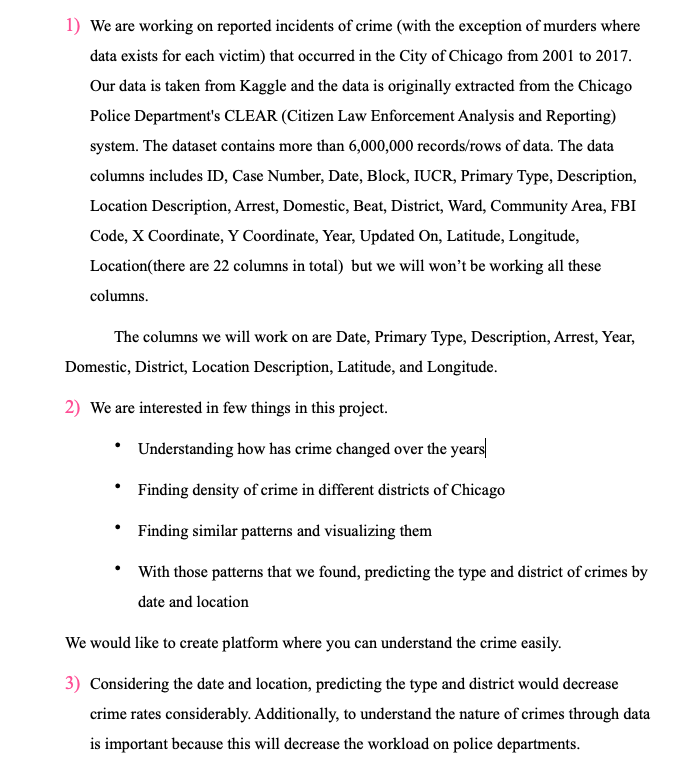 1) We are working on reported incidents of crime (with the exception of murders where
data exists for each victim) that occurred in the City of Chicago from 2001 to 2017.
Our data is taken from Kaggle and the data is originally extracted from the Chicago
Police Department's CLEAR (Citizen Law Enforcement Analysis and Reporting)
system. The dataset contains more than 6,000,000 records/rows of data. The data
columns includes ID, Case Number, Date, Block, IUCR, Primary Type, Description,
Location Description, Arrest, Domestic, Beat, District, Ward, Community Area, FBI
Code, X Coordinate, Y Coordinate, Year, Updated On, Latitude, Longitude,
Location(there are 22 columns in total)  but we will won’t be working all these
columns.
The columns we will work on are Date, Primary Type, Description, Arrest, Year,
Domestic, District, Location Description, Latitude, and Longitude.
2) We are interested in few things in this project.
• Understanding how has crime changed over the years
• Finding density of crime in different districts of Chicago
• Finding similar patterns and visualizing them
• With those patterns that we found, predicting the type and district of crimes by
date and location
We would like to create platform where you can understand the crime easily.
3) Considering the date and location, predicting the type and district would decrease
crime rates considerably. Additionally, to understand the nature of crimes through data
is important because this will decrease the workload on police departments.